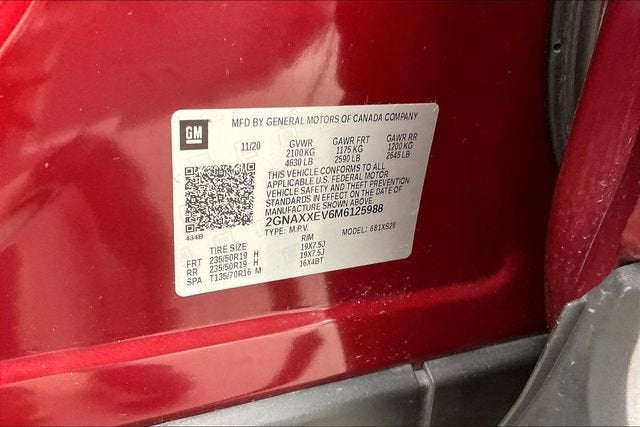 GM
MFD BY GENERAL MOTORS OF CANADA COMPANY
11/20 GVWR GAWR FRT GAWR RR
2100 KG 1175 KG 1200 KG
4630 LB 2590 LB 2645 LB
THIS VEHICLE CONFORMS TO ALL
APPLICABLE U.S. FEDERAL MOTOR
VEHICLE SAFETY AND THEFT PREVENTION
STANDARDS IN EFFECT ON THE DATE OF
MANUFACTURE SHOWN ABOVE.
2GNAXXEV6M6125988
434B TYPE: M.P.V. MODEL: 681XS26
TIRE SIZE RIM
FRT 235/50R19 H 19X7.5J
RR 235/50R19 H 19X7.5J
SPA T135/70R16 M 16X4BT